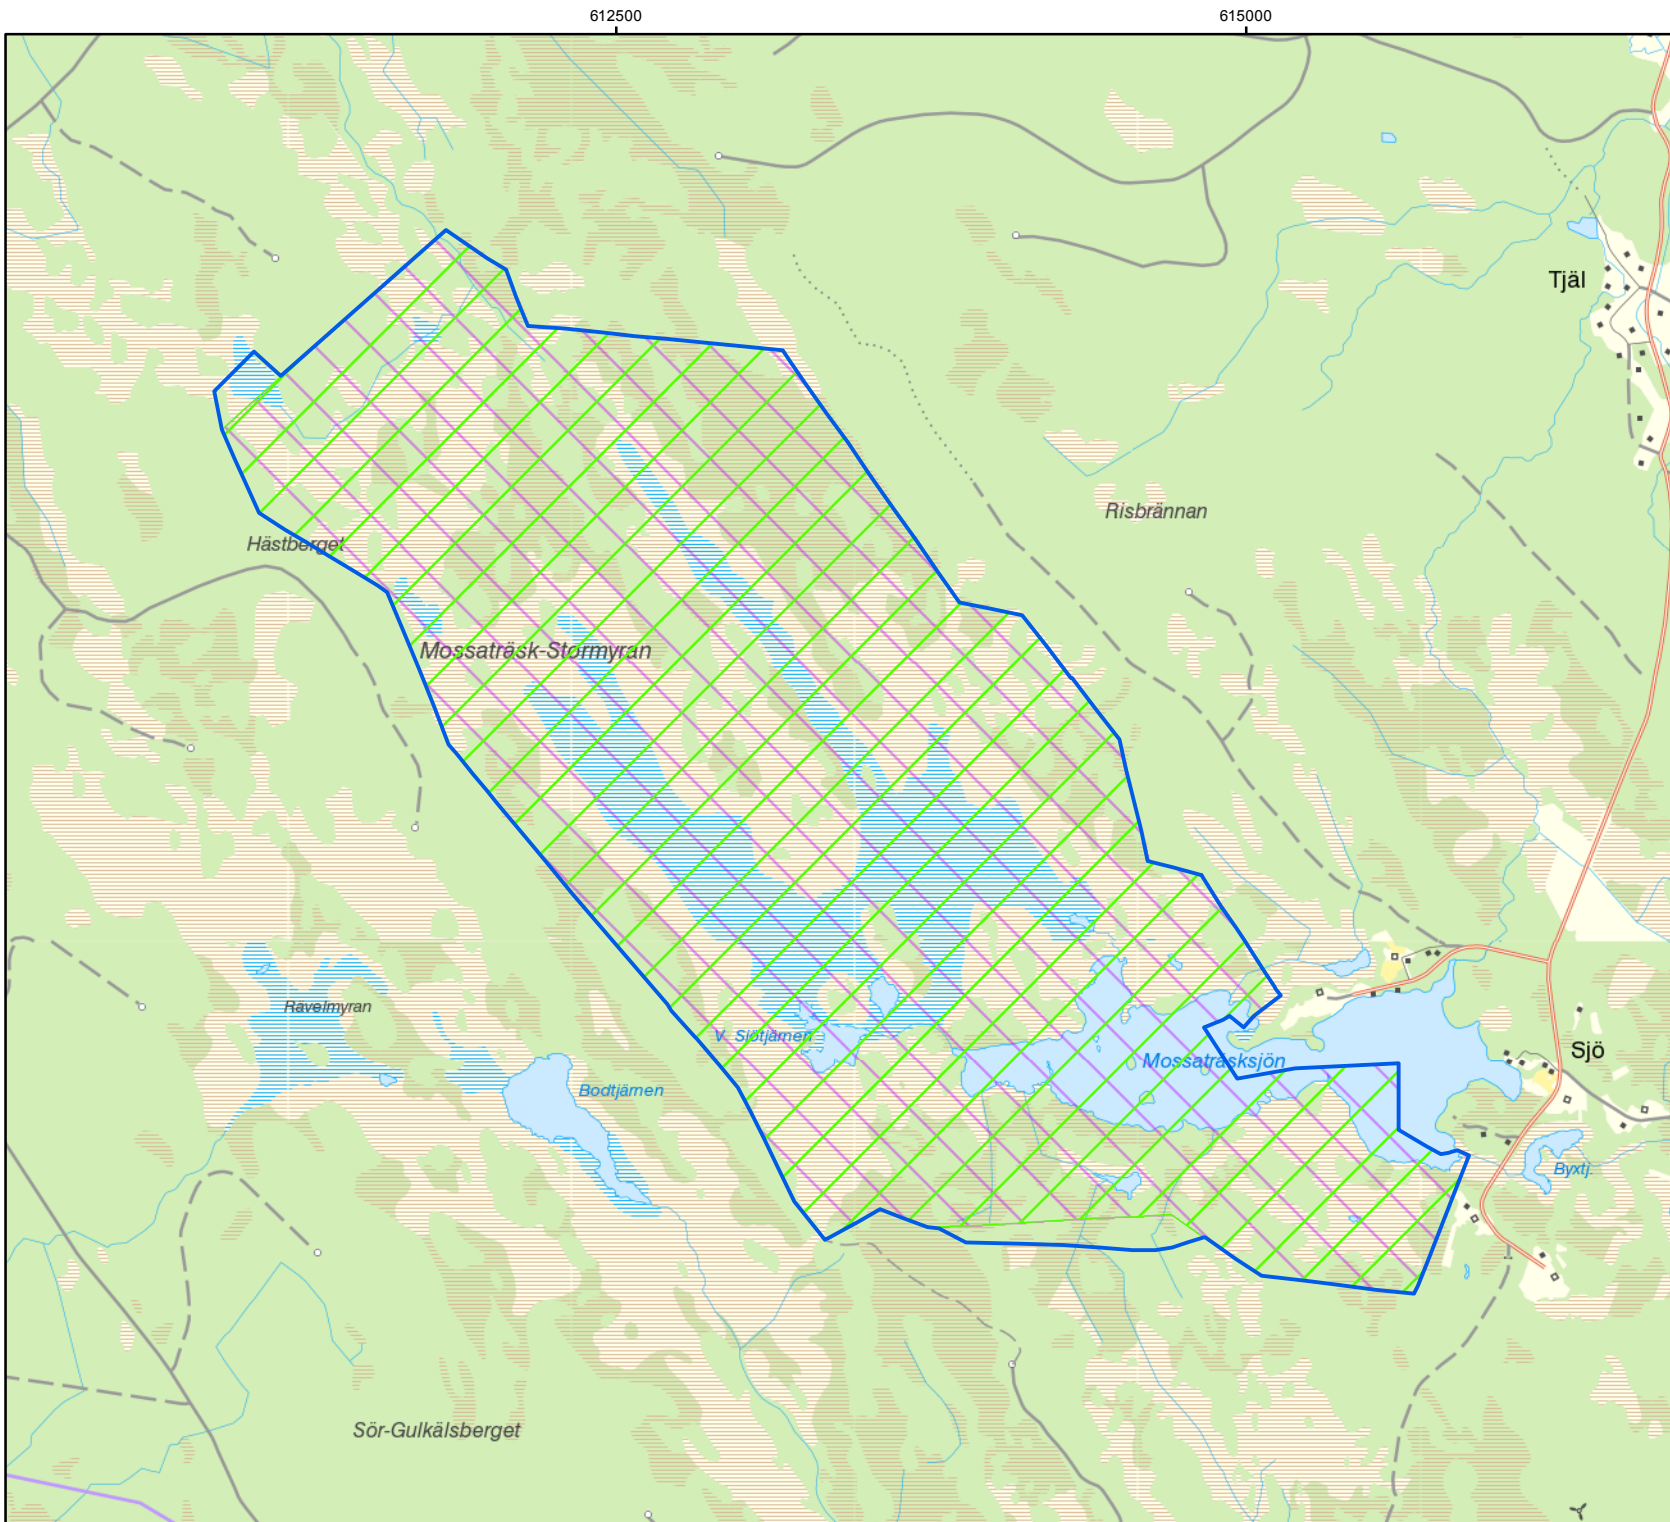 612500
615000
Tjäl
Risbrännan
Hästberget
Mossaträsk-Stormyran
Rävelmyran
V Sjötjärnen
Sjö
Mossaträsksjön
Bodtjärnen
Byxtj.
Sör-Gulkälsberget